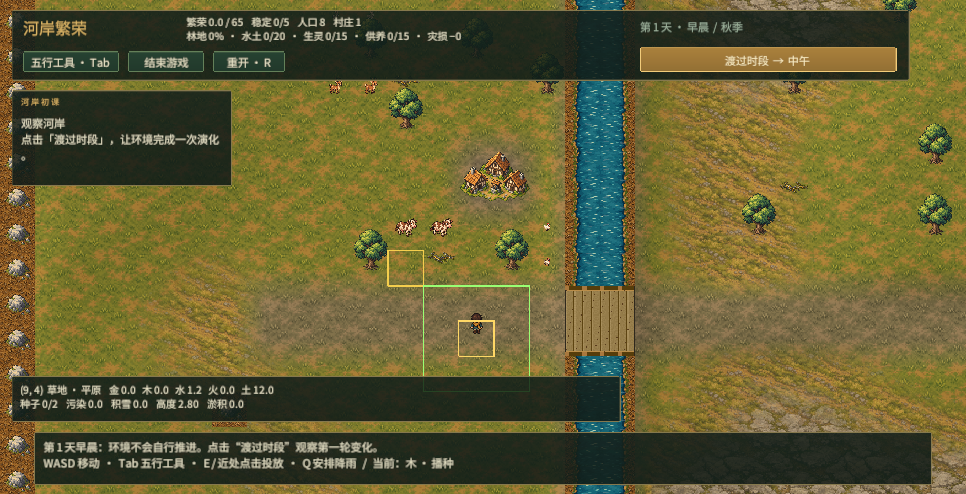 河岸繁荣
繁荣 0.0 / 65 稳定 0/5 人口 8 村庄 1
林地 0% · 水土 0/20 · 生灵 0/15 · 供养 0/15 · 灾损 −0
五行工具 · Tab
结束游戏
重开 · R
第 1 天 · 早晨 / 秋季
渡过时段 → 中午
河岸初课
观察河岸
点击「渡过时段」，让环境完成一次演化
。
(9, 4) 草地 · 平原 金 0.0 木 0.0 水 1.2 火 0.0 土 12.0
种子 0/2 污染 0.0 积雪 0.0 高度 2.80 淤积 0.0
第 1 天早晨：环境不会自行推进。点击“渡过时段”观察第一轮变化。
WASD 移动 · Tab 五行工具 · E / 近处点击投放 · Q 安排降雨 / 当前：木 · 播种